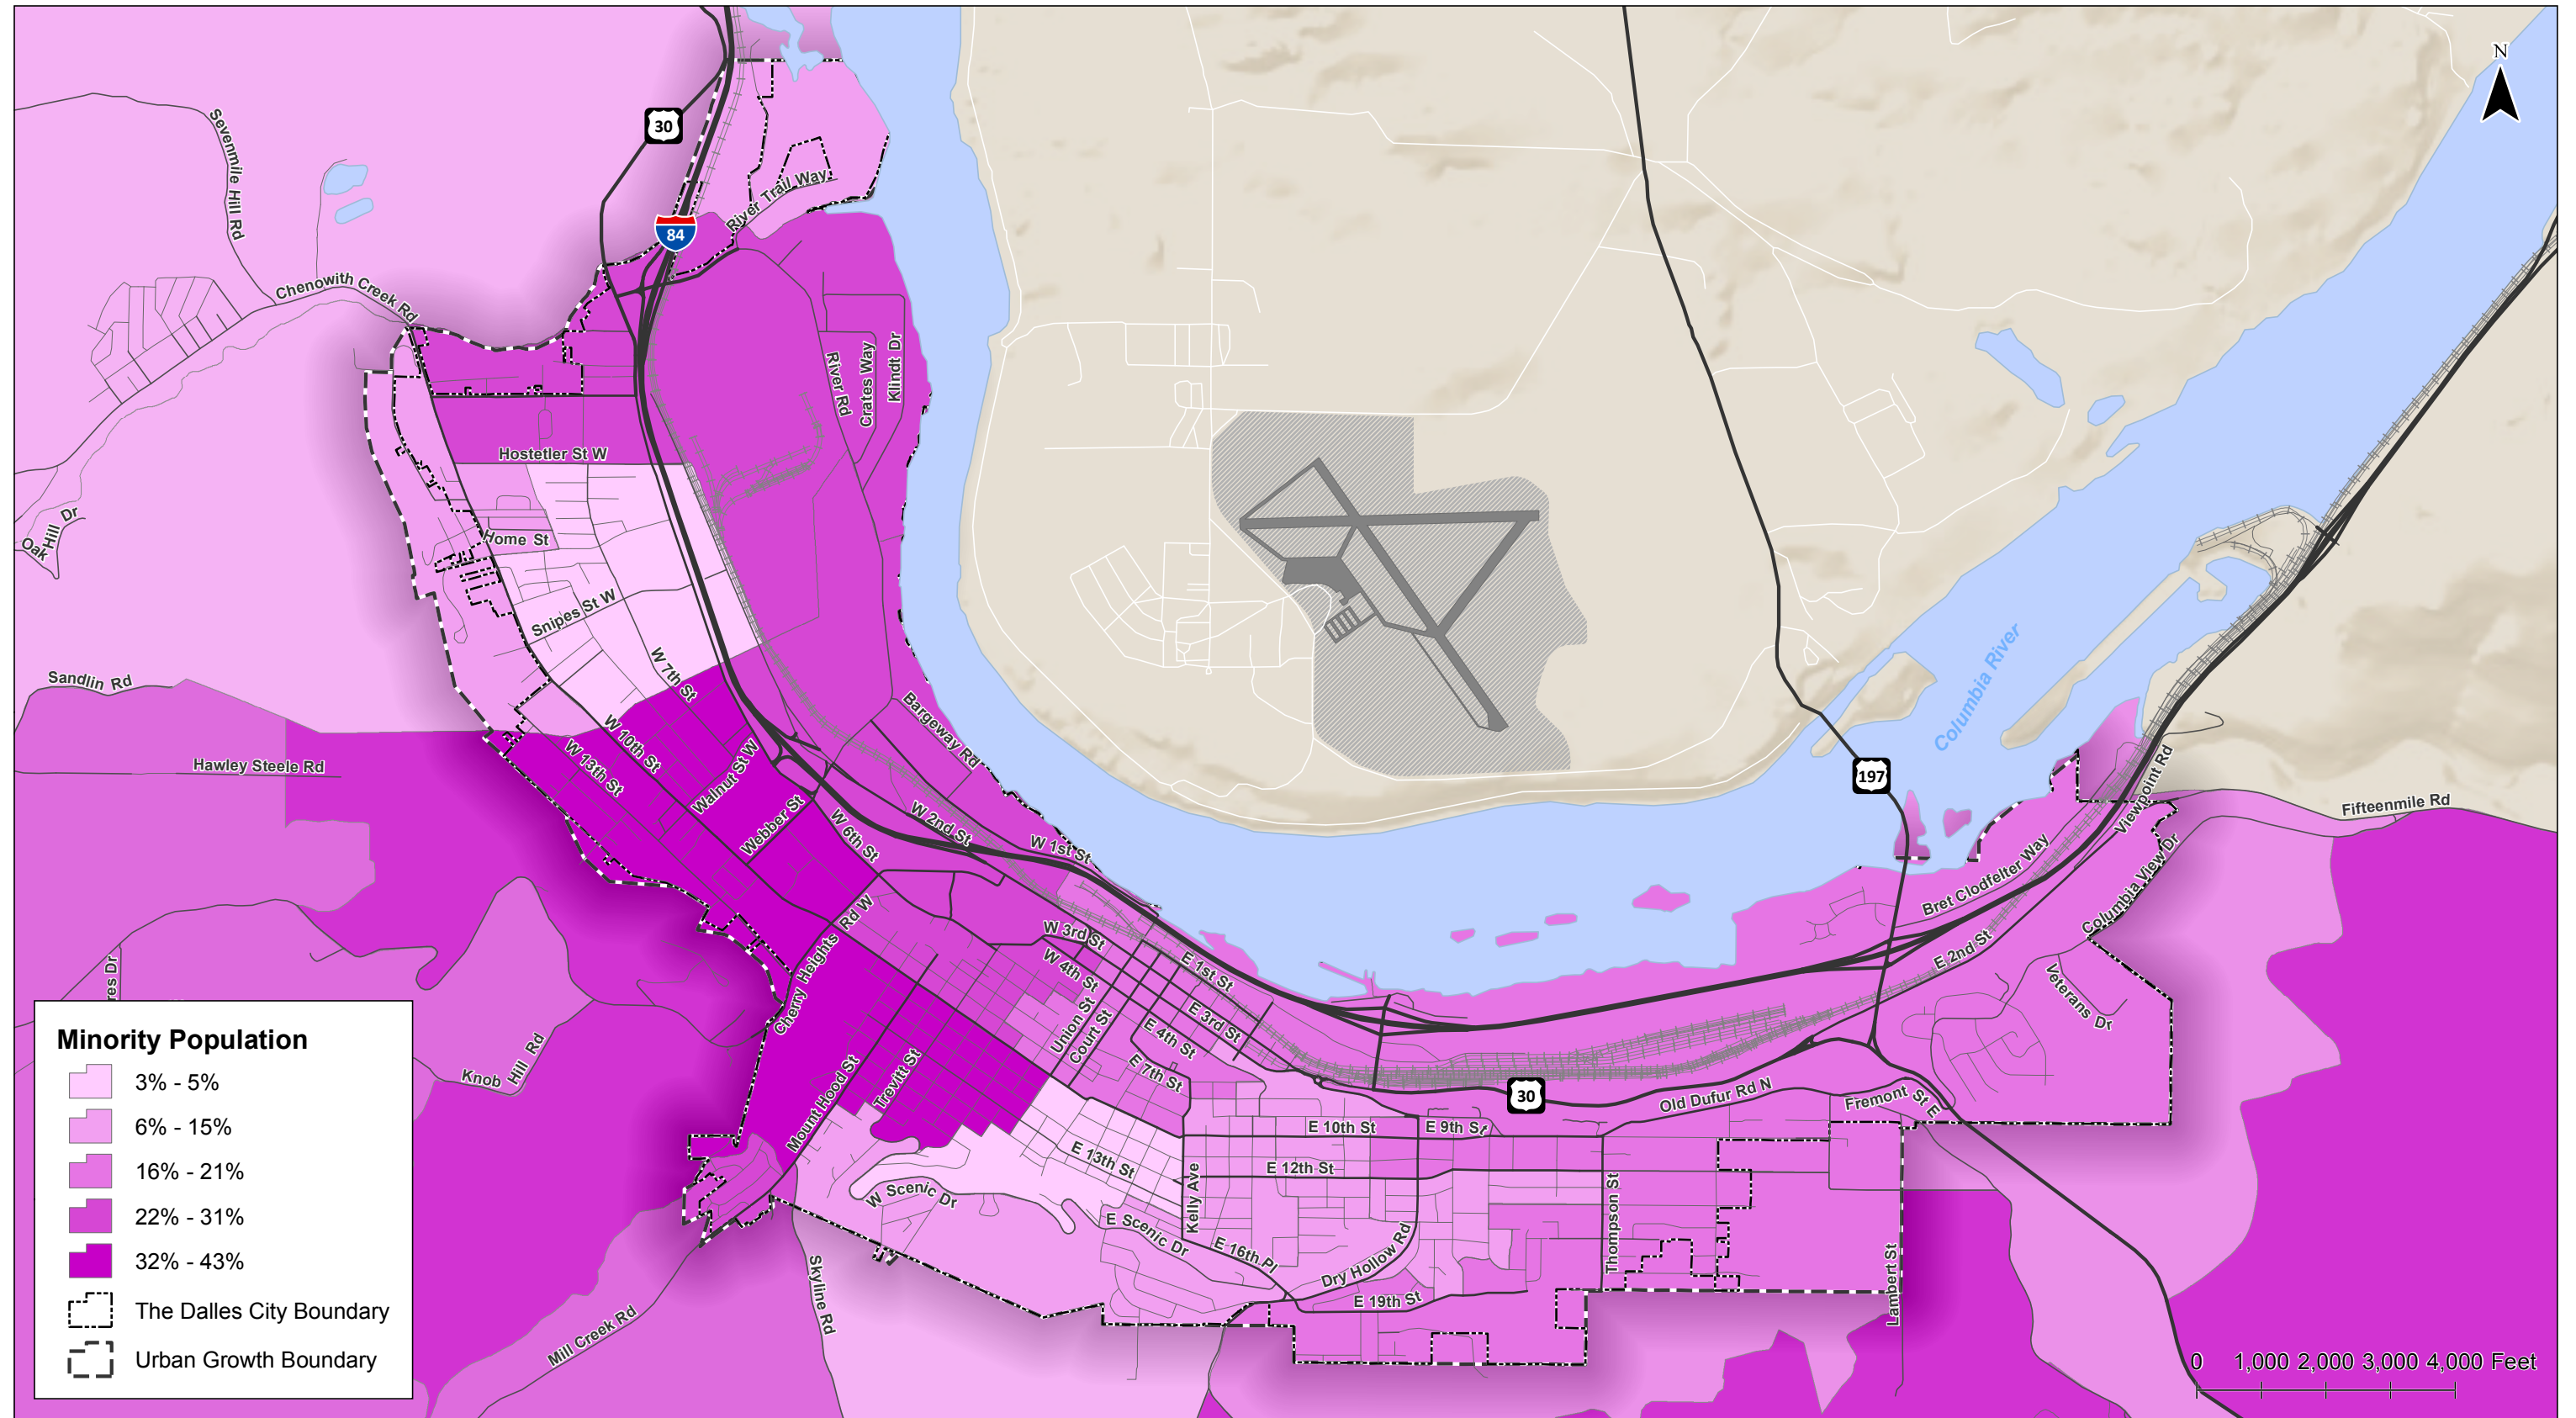 N
30
Sevenmile Hill Rd
River Trail Way
84
Chenowith Creek Rd
River Rd
Crates Way
Klindt Dr
Hostetler St W
Oak Hill Dr
Home St
Snipes St W
Columbia River
W 7th St
Sandlin Rd
Bargeway Rd
W 10th St
W 13th St
Walnut St W
Hawley Steele Rd
197
Viewpoint Rd
Fifteenmile Rd
Webber St
W 6th St
W 2nd St
W 1st St
Bret Clodfelter Way
Columbia View Dr
Cherry Heights Rd W
W 3rd St
W 4th St
E 1st St
E 2nd St
res Dr
Veterans Dr
Union St
Court St
E 3rd St
E 4th St
E 7th St
Knob Hill Rd
Mount Hood St
Trevitt St
30
Old Dufur Rd N
Fremont St E
E 10th St
E 9th St
E 13th St
E 12th St
W Scenic Dr
Kelly Ave
E Scenic Dr
E 16th Pl
Dry Hollow Rd
Thompson St
Lambert St
E 19th St
Skyline Rd
Mill Creek Rd
Minority Population
3% - 5%
6% - 15%
16% - 21%
22% - 31%
32% - 43%
The Dalles City Boundary
Urban Growth Boundary
0 1,000 2,000 3,000 4,000 Feet